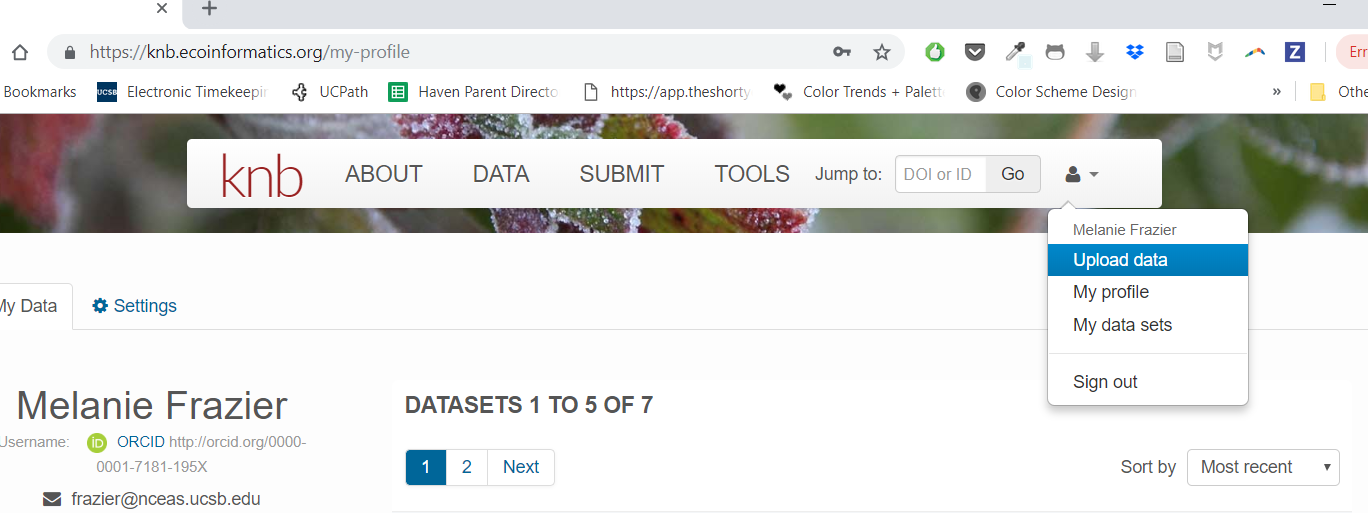 https://knb.ecoinformatics.org/my-profile
Err
Bookmarks UCSB Electronic Timekeepin UCPath Haven Parent Directo https://app.theshorty Color Trends + Palett Color Scheme Design » Othe
knb ABOUT DATA SUBMIT TOOLS Jump to: DOI or ID Go
Melanie Frazier
Upload data
My profile
My data sets
Sign out
My Data Settings
Melanie Frazier
Username: iD ORCID http://orcid.org/0000-
0001-7181-195X
frazier@nceas.ucsb.edu
DATASETS 1 TO 5 OF 7
1 2 Next
Sort by Most recent